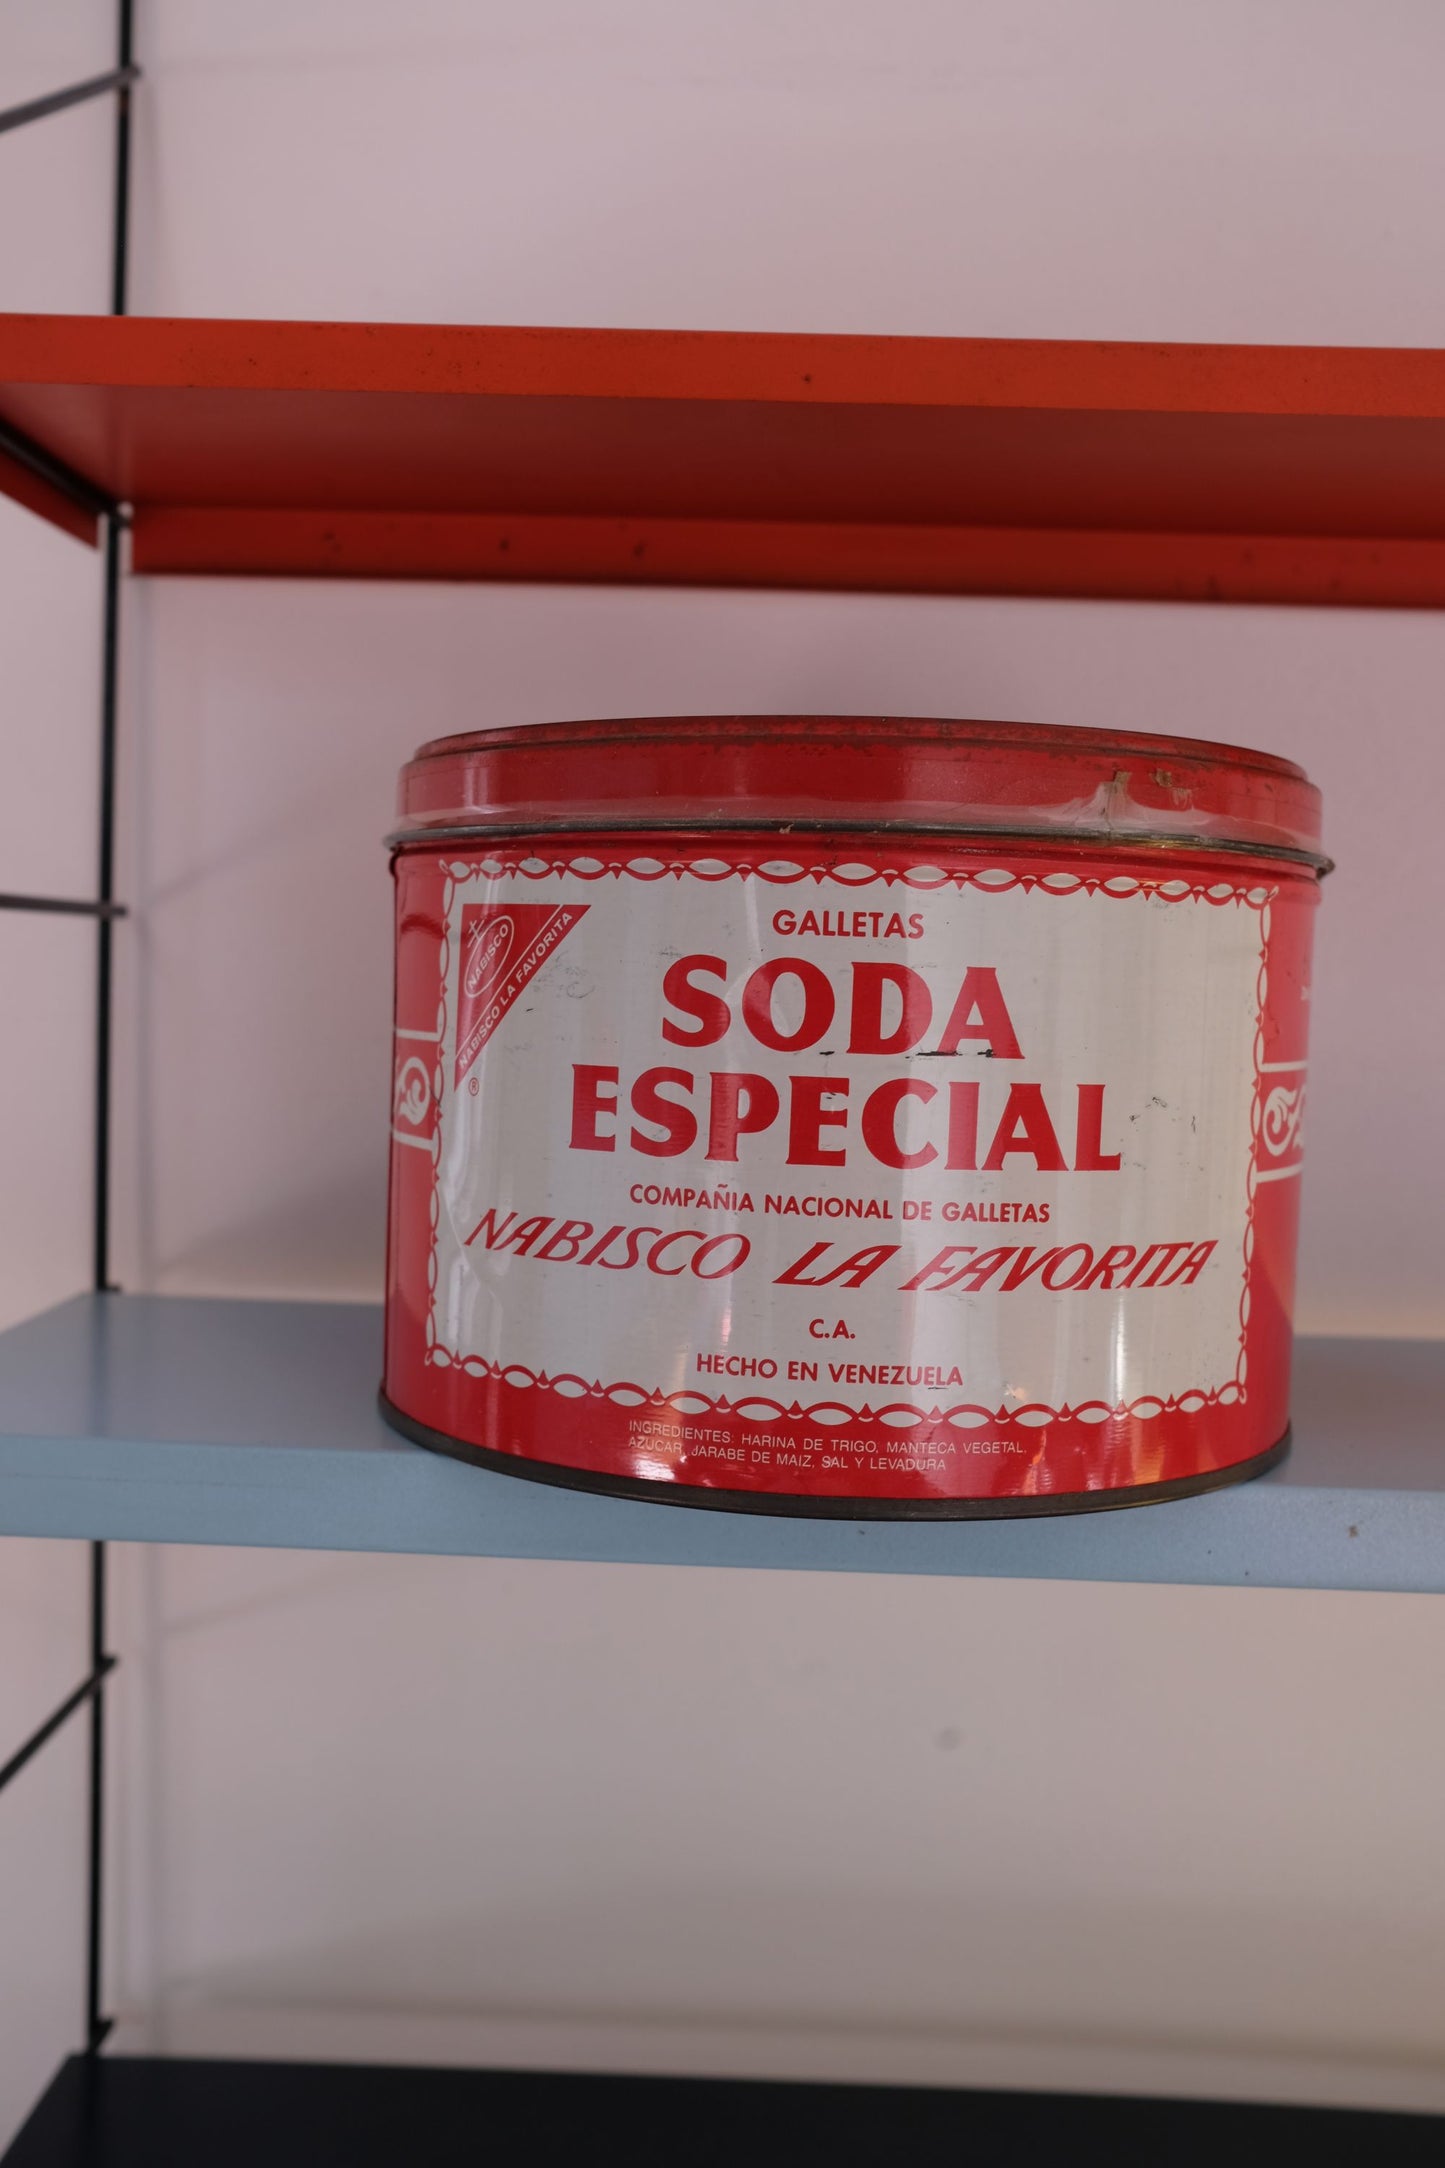 GALLETAS
SODA
ESPECIAL
COMPAÑIA NACIONAL DE GALLETAS
NABISCO LA FAVORITA
C.A.
HECHO EN VENEZUELA
INGREDIENTES: HARINA DE TRIGO, MANTECA VEGETAL,
AZUCAR, JARABE DE MAIZ, SAL Y LEVADURA
NABISCO
NABISCO LA FAVORITA
®